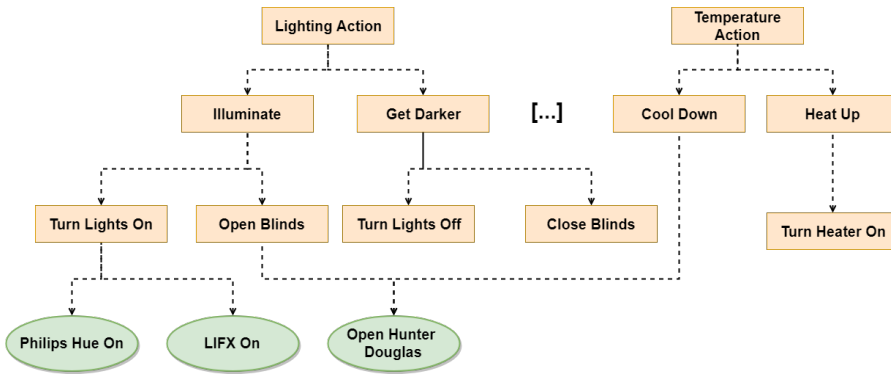 Lighting Action
Temperature
Action
Illuminate
Get Darker
[...]
Cool Down
Heat Up
Turn Lights On
Open Blinds
Turn Lights Off
Close Blinds
Turn Heater On
Philips Hue On
LIFX On
Open Hunter
Douglas